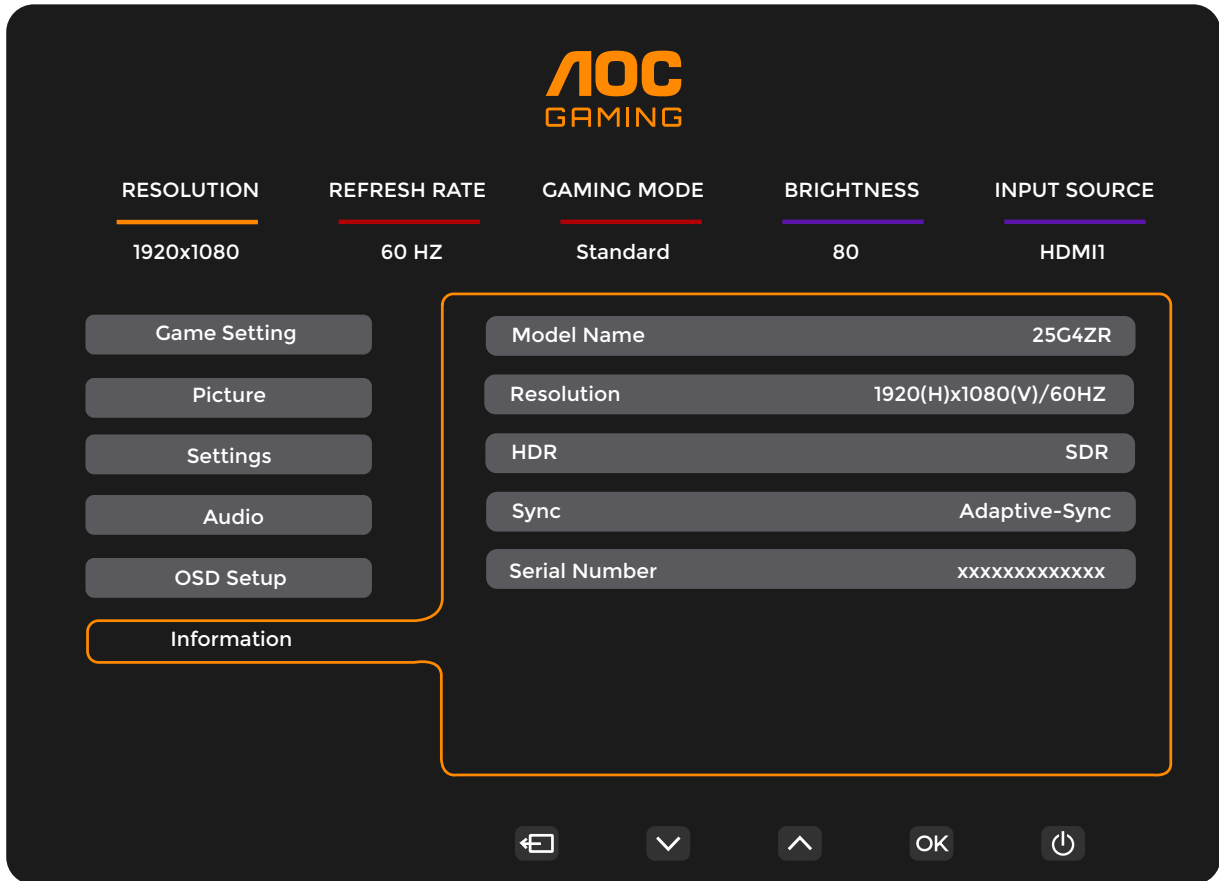 AOC
GAMING
RESOLUTION REFRESH RATE GAMING MODE BRIGHTNESS INPUT SOURCE
1920x1080 60 HZ Standard 80 HDMI1
Game Setting
Picture
Settings
Audio
OSD Setup
Information
Model Name 25G4ZR
Resolution 1920(H)x1080(V)/60HZ
HDR SDR
Sync Adaptive-Sync
Serial Number xxxxxxxxxxxxx
OK